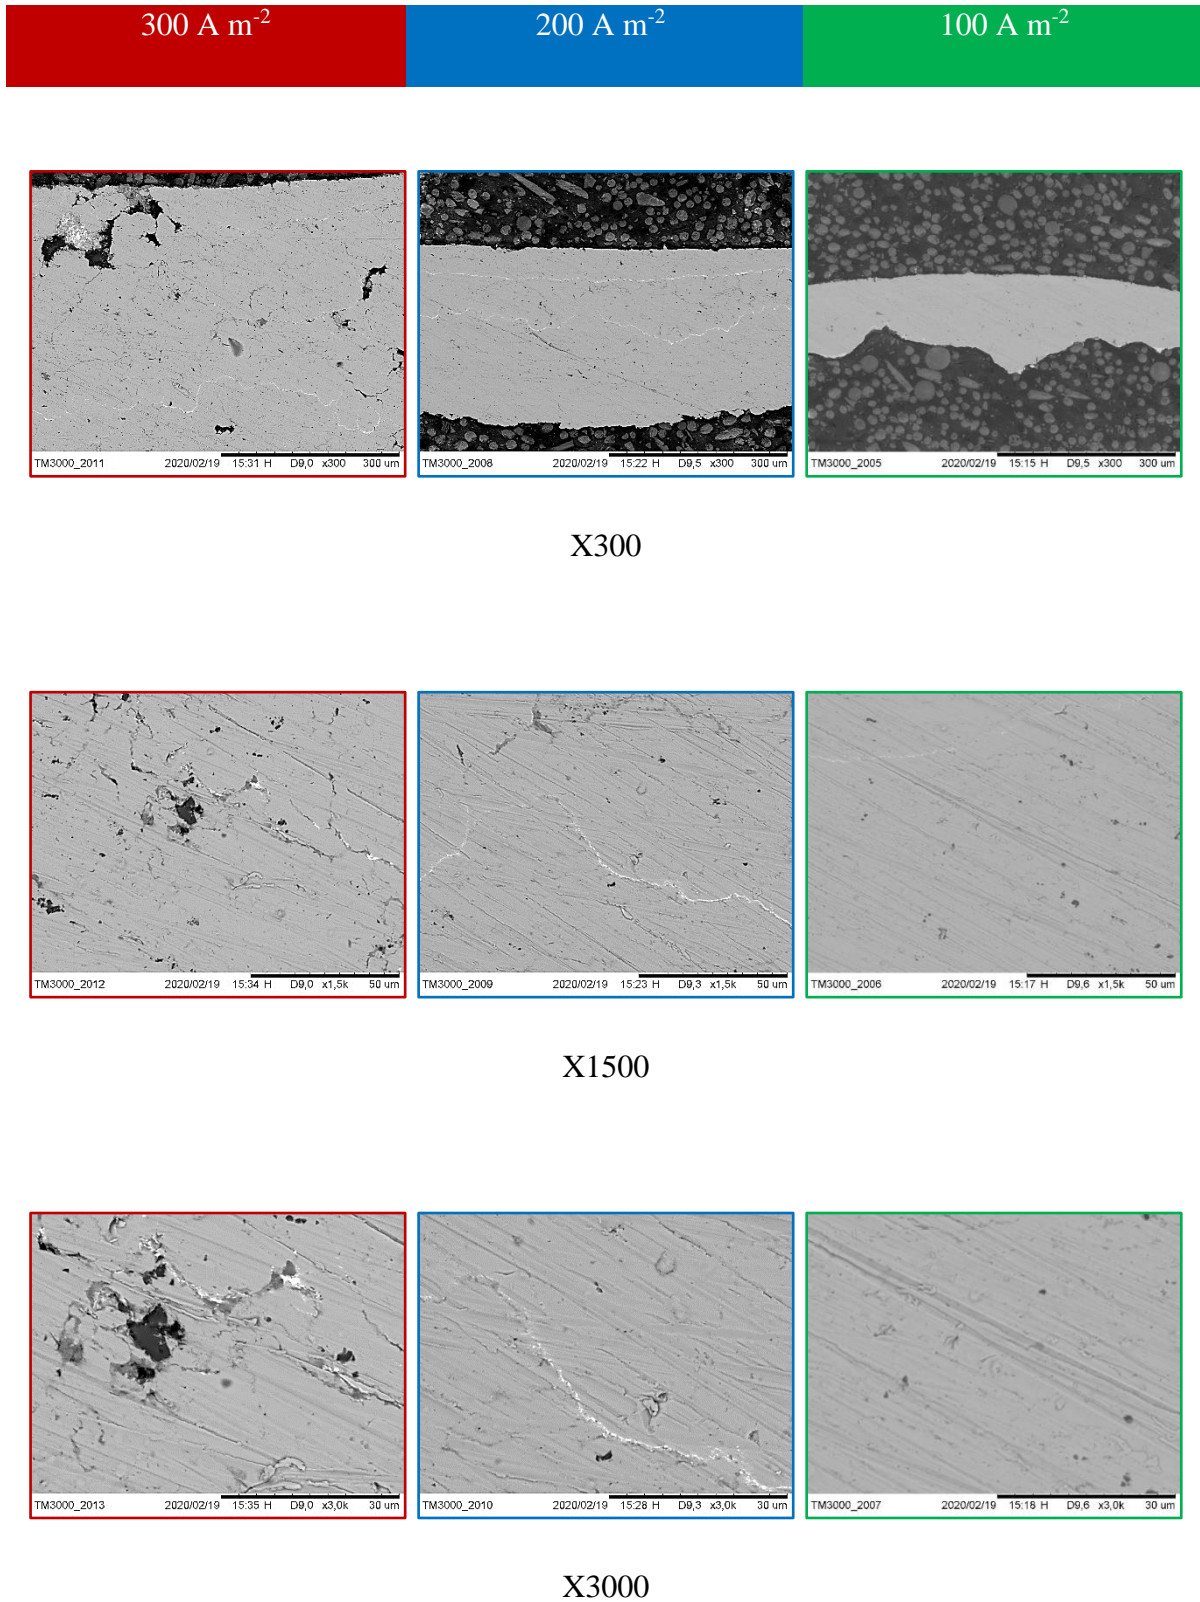 300 A m-2 200 A m-2 100 A m-2
TM3000_2011 2020/02/19 15:31 H D9,0 x300 300 um
TM3000_2008 2020/02/19 15:22 H D9,5 x300 300 um
TM3000_2005 2020/02/19 15:15 H D9,5 x300 300 um
X300
TM3000_2012 2020/02/19 15:34 H D9,0 x1,5k 50 um
TM3000_2009 2020/02/19 15:23 H D9,3 x1,5k 50 um
TM3000_2006 2020/02/19 15:17 H D9,6 x1,5k 50 um
X1500
TM3000_2013 2020/02/19 15:35 H D9,0 x3,0k 30 um
TM3000_2010 2020/02/19 15:28 H D9,3 x3,0k 30 um
TM3000_2007 2020/02/19 15:18 H D9,6 x3,0k 30 um
X3000